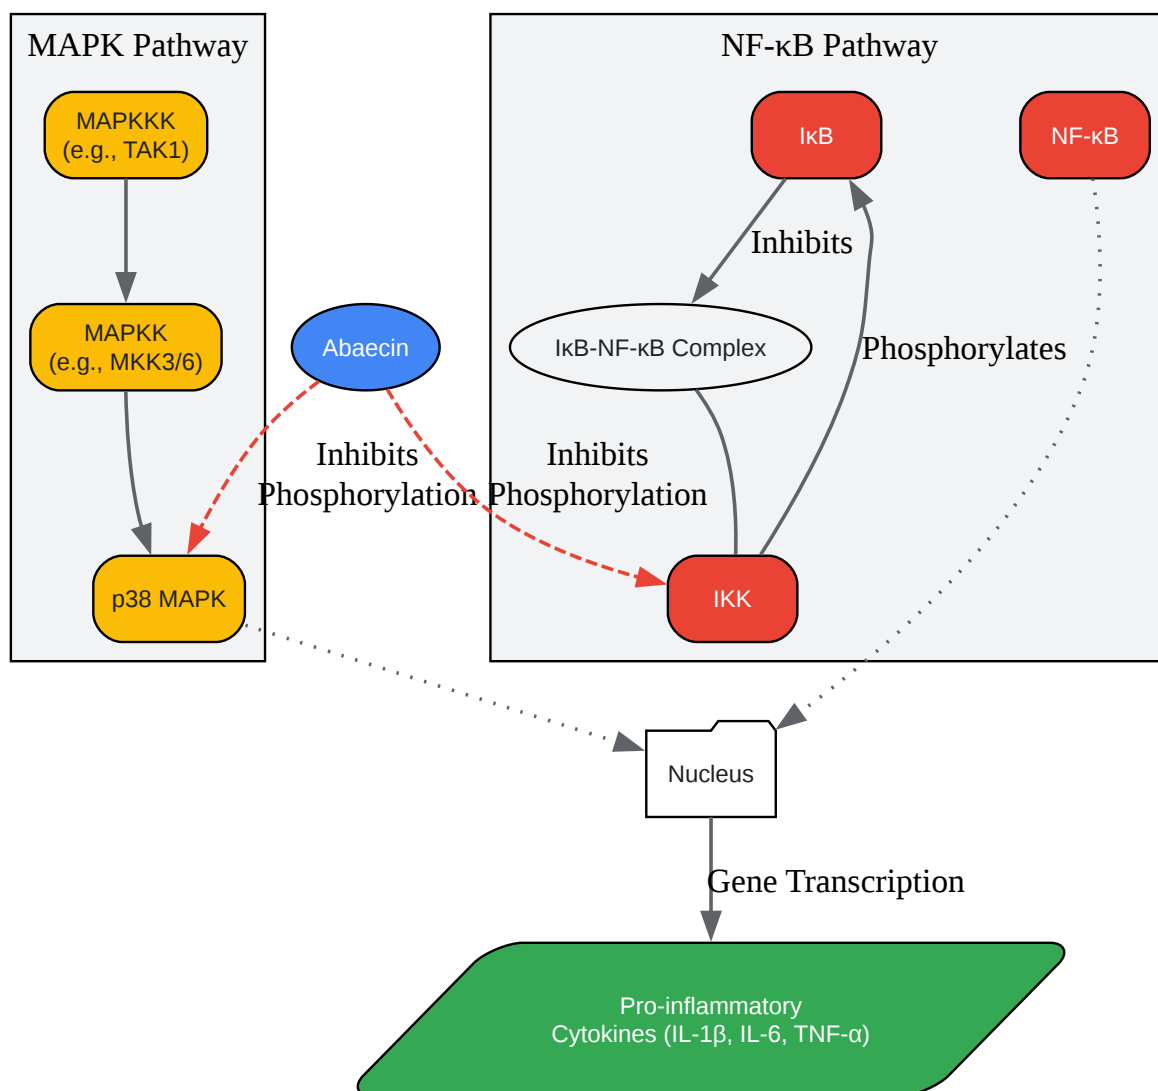 MAPK Pathway
NF-κB Pathway
MAPKKK
(e.g., TAK1)
IκB
NF-κB
Inhibits
MAPKK
(e.g., MKK3/6)
Abaecin
IκB-NF-κB Complex
Phosphorylates
Inhibits
Phosphorylation
Inhibits
Phosphorylation
p38 MAPK
IKK
Nucleus
Gene Transcription
Pro-inflammatory
Cytokines (IL-1β, IL-6, TNF-α)